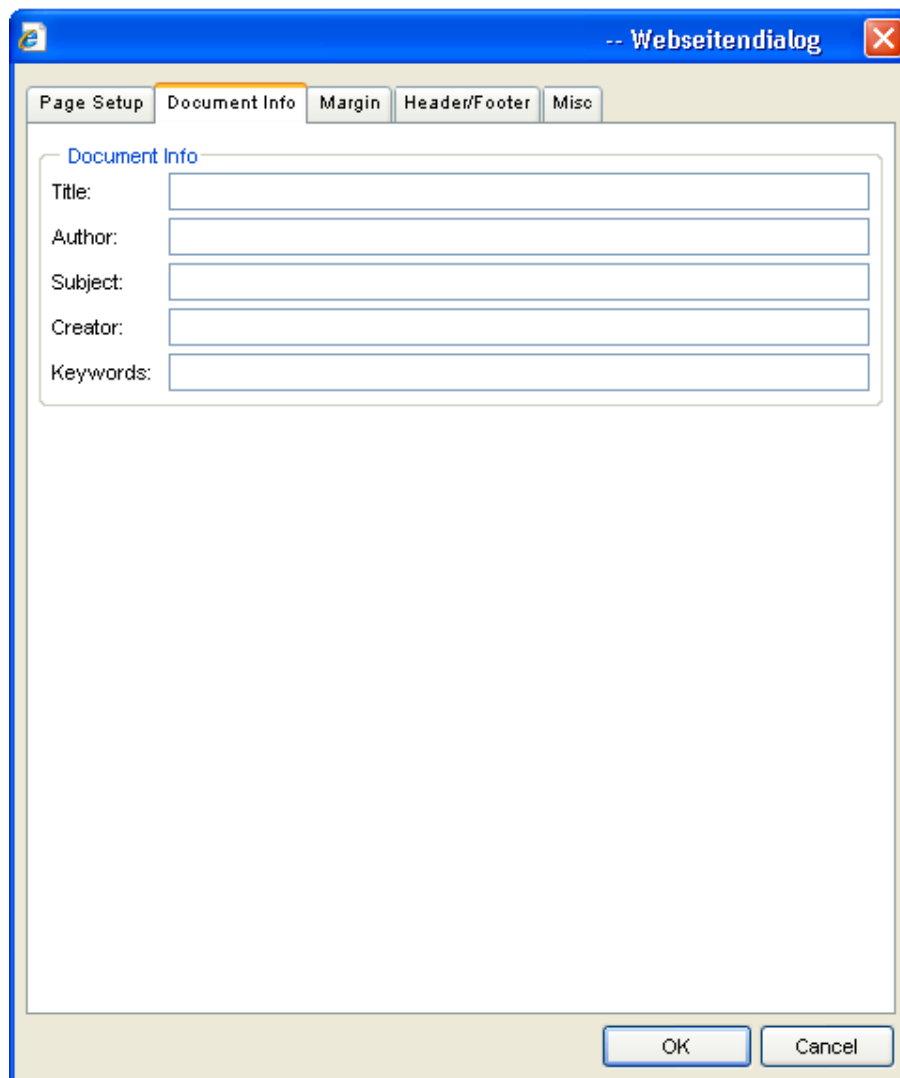 -- Webseitendialog
Page Setup Document Info Margin Header/Footer Misc
Document Info
Title:
Author:
Subject:
Creator:
Keywords:
OK Cancel